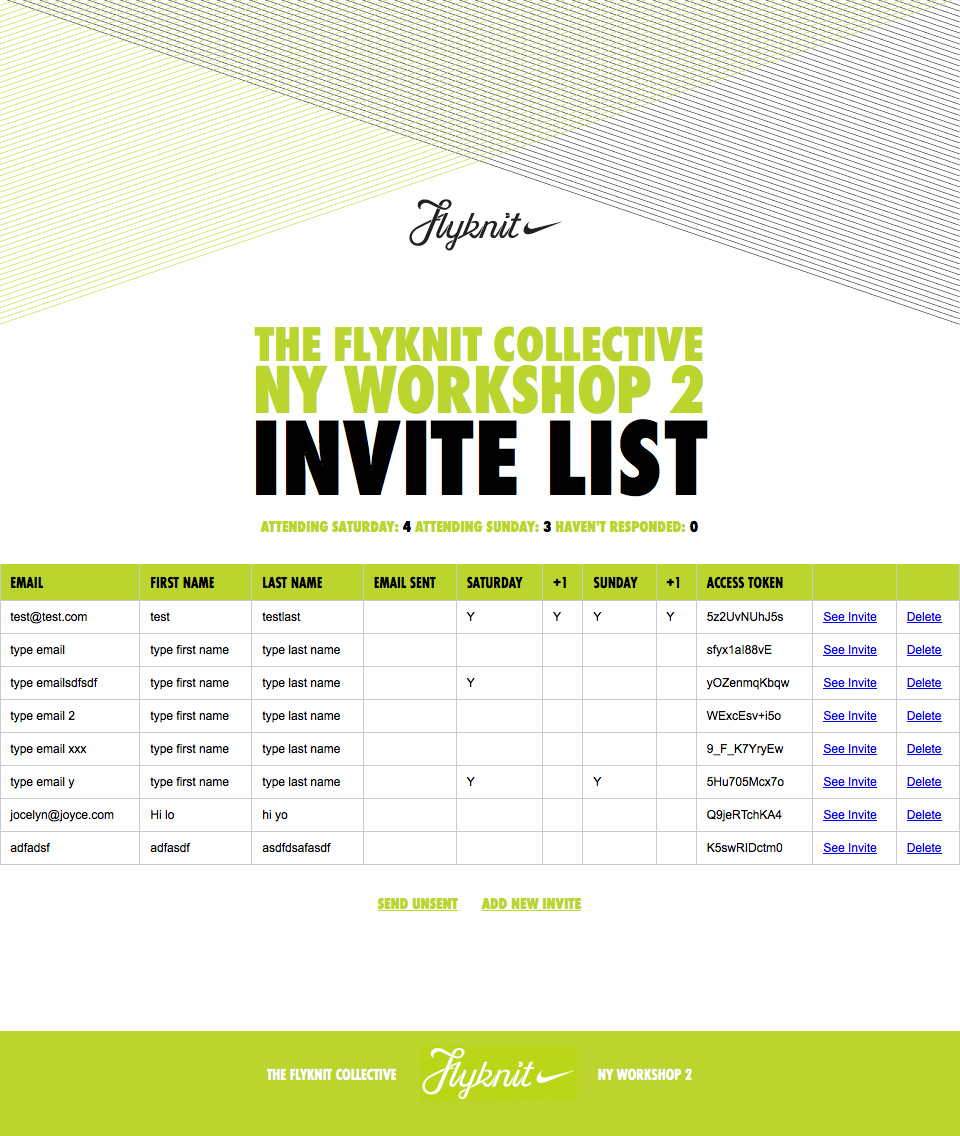 Flyknit
THE FLYKNIT COLLECTIVE
NY WORKSHOP 2
INVITE LIST
ATTENDING SATURDAY: 4 ATTENDING SUNDAY: 3 HAVEN'T RESPONDED: 0
EMAIL FIRST NAME LAST NAME EMAIL SENT SATURDAY +1 SUNDAY +1 ACCESS TOKEN
test@test.com test testlast Y Y Y Y 5z2UvNUhJ5s See Invite Delete
type email type first name type last name sfyx1aI88vE See Invite Delete
type emailsdfsdf type first name type last name Y yOZenmqKbqw See Invite Delete
type email 2 type first name type last name WExcEsv+i5o See Invite Delete
type email xxx type first name type last name 9_F_K7YryEw See Invite Delete
type email y type first name type last name Y Y 5Hu705Mcx7o See Invite Delete
jocelyn@joyce.com Hi lo hi yo Q9jeRTchKA4 See Invite Delete
adfadsf adfasdf asdfdsafasdf K5swRIDctm0 See Invite Delete
SEND UNSENT ADD NEW INVITE
THE FLYKNIT COLLECTIVE Flyknit NY WORKSHOP 2